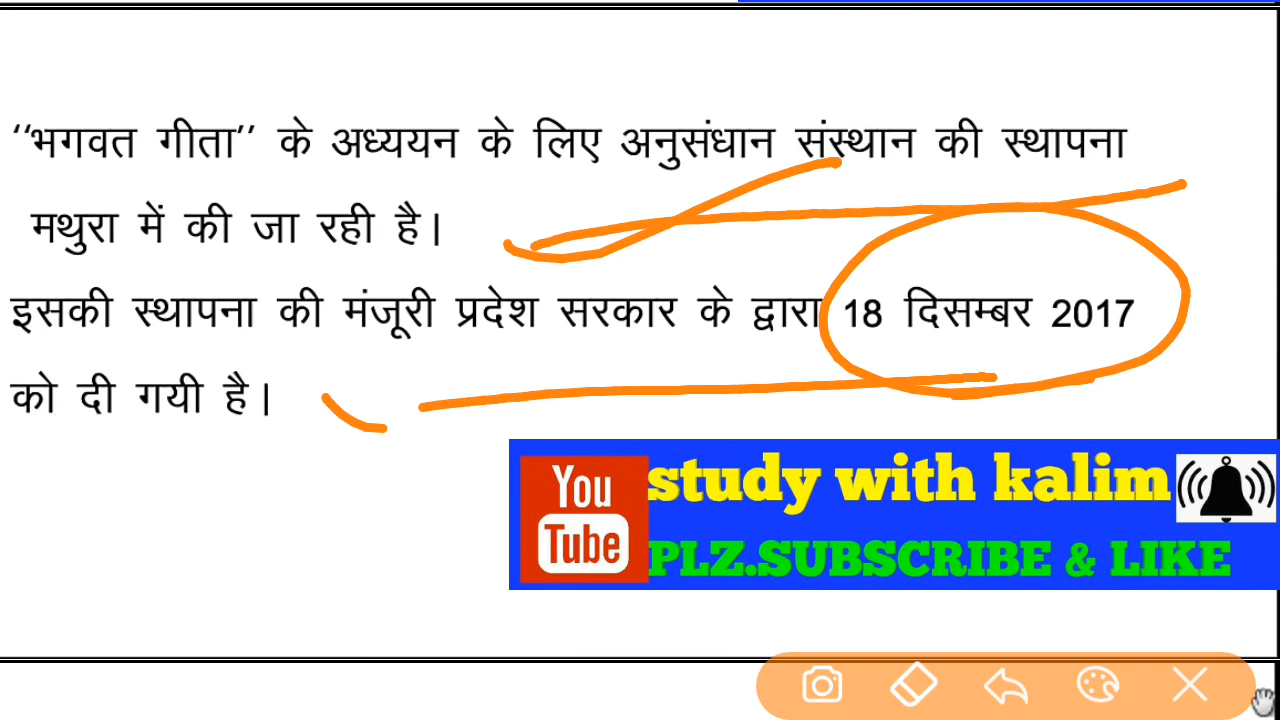 ‘‘भगवत गीता’’ के अध्ययन के लिए अनुसंधान संस्थान की स्थापना
मथुरा में की जा रही है।
इसकी स्थापना की मंजूरी प्रदेश सरकार के द्वारा 18 दिसम्बर 2017
को दी गयी है।
You
Tube
study with kalim
PLZ.SUBSCRIBE & LIKE